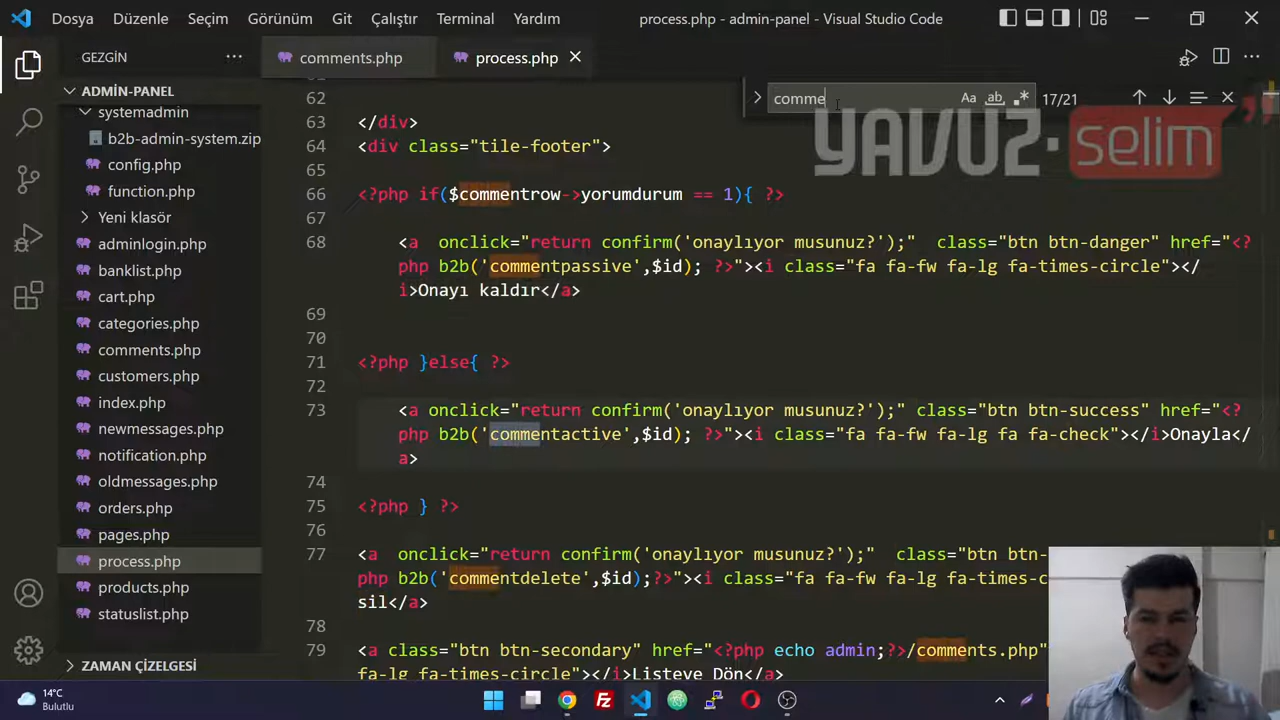 Dosya Düzenle Seçim Görünüm Git Çalıştır Terminal Yardım process.php - admin-panel - Visual Studio Code
GEZGİN ··· comments.php process.php
ADMİN-PANEL
systemadmin
b2b-admin-system.zip
config.php
function.php
Yeni klasör
adminlogin.php
banklist.php
cart.php
categories.php
comments.php
customers.php
index.php
newmessages.php
notification.php
oldmessages.php
orders.php
pages.php
process.php
products.php
statuslist.php
ZAMAN ÇİZELGESİ
comme Aa ab 17/21
YAVUZ·selim”
62
63 </div>
64 <div class="tile-footer">
65
66 <?php if($commentrow->yorumdurum == 1){ ?>
67
68 <a  onclick="return confirm('onaylıyor musunuz?');"  class="btn btn-danger" href="<?
php b2b('commentpassive',$id); ?>"><i class="fa fa-fw fa-lg fa-times-circle"></
i>Onayı kaldır</a>
69
70
71 <?php }else{ ?>
72
73 <a onclick="return confirm('onaylıyor musunuz?');" class="btn btn-success" href="<?
php b2b('commentactive',$id); ?>"><i class="fa fa-fw fa-lg fa fa-check"></i>Onayla</
a>
74
75 <?php } ?>
76
77 <a  onclick="return confirm('onaylıyor musunuz?');"  class="btn btn-
php b2b('commentdelete',$id);?>"><i class="fa fa-fw fa-lg fa-times-c
sil</a>
78
79 <a class="btn btn-secondary" href="<?php echo admin;?>/comments.php"
fa-lg fa-times-circle"></i>Listeye Dön</a>
14°C
Bulutlu